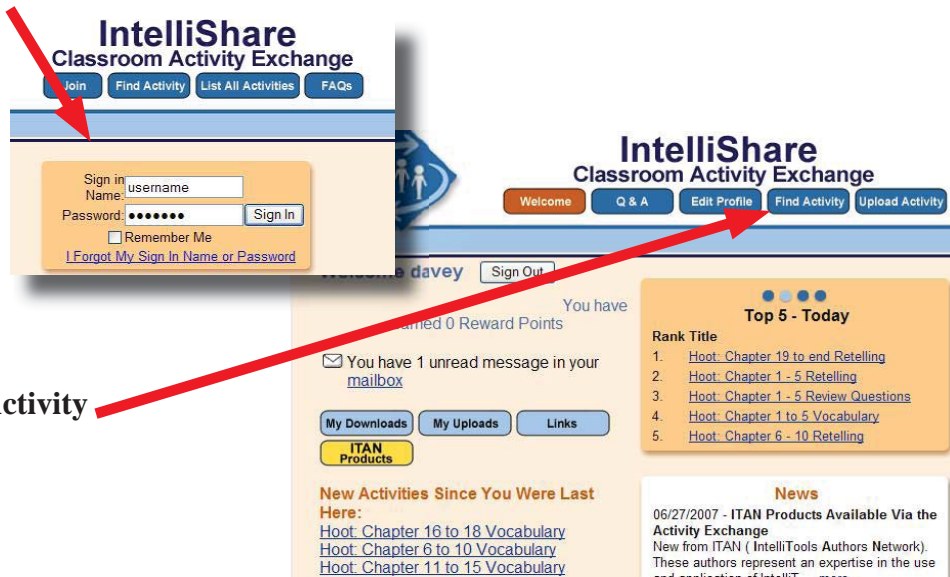 IntelliShare
Classroom Activity Exchange
Join Find Activity List All Activities FAQs
Sign in
Name: username
Password: ●●●●●●● Sign In
Remember Me
I Forgot My Sign In Name or Password
IntelliShare
Classroom Activity Exchange
Welcome Q & A Edit Profile Find Activity Upload Activity
Welcome davey Sign Out
You have
0 Reward Points
You have 1 unread message in your
mailbox
ctivity
My Downloads My Uploads Links
ITAN
Products
New Activities Since You Were Last
Here:
Hoot: Chapter 16 to 18 Vocabulary
Hoot: Chapter 6 to 10 Vocabulary
Hoot: Chapter 11 to 15 Vocabulary
Top 5 - Today
Rank Title
1. Hoot: Chapter 19 to end Retelling
2. Hoot: Chapter 1 - 5 Retelling
3. Hoot: Chapter 1 - 5 Review Questions
4. Hoot: Chapter 1 to 5 Vocabulary
5. Hoot: Chapter 6 - 10 Retelling
News
06/27/2007 - ITAN Products Available Via the
Activity Exchange
New from ITAN ( IntelliTools Authors Network).
These authors represent an expertise in the use
and application of IntelliT